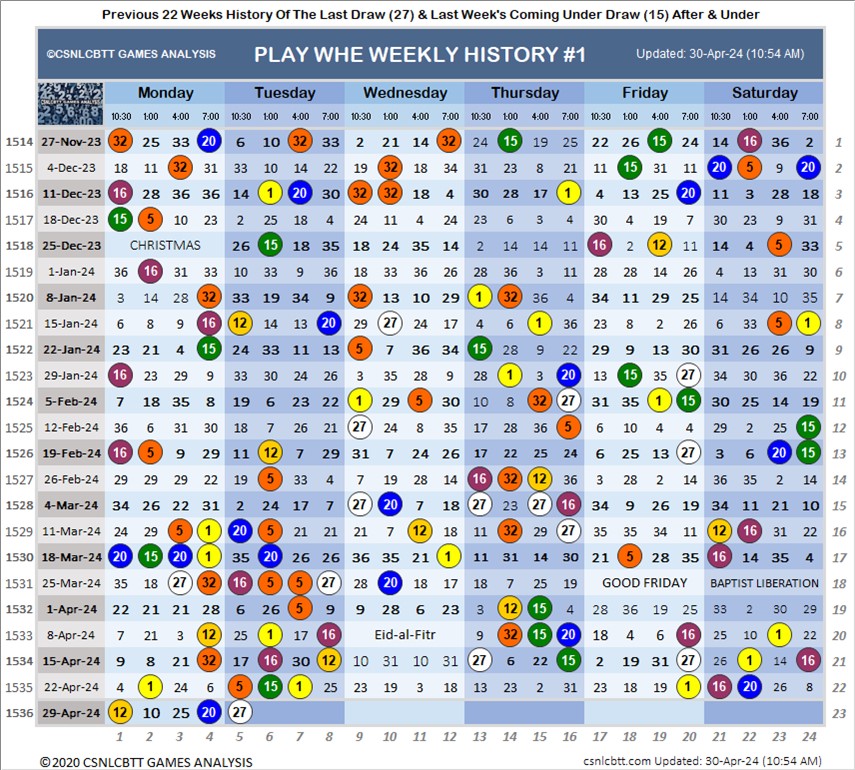 Previous 22 Weeks History Of The Last Draw (27) & Last Week's Coming Under Draw (15) After & Under
©CSNLCBTT GAMES ANALYSIS PLAY WHE WEEKLY HISTORY #1 Updated: 30-Apr-24 (10:54 AM)
Monday Tuesday Wednesday Thursday Friday Saturday
10:30 1:00 4:00 7:00 10:30 1:00 4:00 7:00 10:30 1:00 4:00 7:00 10:30 1:00 4:00 7:00 10:30 1:00 4:00 7:00 10:30 1:00 4:00 7:00
1514 27-Nov-23 32 25 33 20 6 10 32 33 2 21 14 32 24 15 19 25 22 26 15 24 14 16 36 2 1
1515 4-Dec-23 18 11 32 31 33 10 14 22 10 32 18 34 31 23 8 21 11 15 31 11 20 5 9 20 2
1516 11-Dec-23 16 28 36 36 14 1 20 30 32 32 18 4 30 28 17 1 4 13 25 20 11 3 28 18 3
1517 18-Dec-23 15 5 10 23 2 25 18 4 24 11 4 24 23 6 3 4 30 4 19 7 30 23 9 31 4
1518 25-Dec-23 CHRISTMAS 26 15 18 35 18 24 35 14 2 14 14 11 16 2 12 11 14 4 5 33 5
1519 1-Jan-24 36 16 31 33 10 33 9 36 18 33 36 26 28 36 3 11 28 28 14 26 4 13 31 30 6
1520 8-Jan-24 3 14 28 32 33 19 34 9 32 13 10 29 1 32 36 4 34 11 29 25 14 34 10 35 7
1521 15-Jan-24 6 8 9 16 12 14 13 20 29 27 24 17 4 6 1 36 23 8 2 26 6 33 5 1 8
1522 22-Jan-24 23 21 4 15 24 33 11 13 5 7 36 34 15 28 9 22 29 9 13 30 31 26 26 9 9
1523 29-Jan-24 16 23 29 9 33 30 24 26 3 35 28 9 28 1 3 20 13 15 35 27 34 30 36 22 10
1524 5-Feb-24 7 18 35 8 19 6 23 22 1 29 5 30 10 8 32 27 31 35 1 15 30 25 14 19 11
1525 12-Feb-24 36 6 31 30 18 7 26 21 27 24 8 35 17 28 36 5 6 10 4 4 29 2 25 15 12
1526 19-Feb-24 16 5 9 29 11 12 7 29 31 7 24 26 17 22 25 24 6 25 13 27 3 6 20 15 13
1527 26-Feb-24 29 29 29 29 19 5 33 4 7 19 28 14 16 32 12 36 3 28 14 7 36 35 2 14 14
1528 4-Mar-24 34 26 22 31 2 24 17 7 27 20 7 18 27 23 27 16 34 9 26 19 34 11 21 10 15
1529 11-Mar-24 24 29 5 1 20 5 21 21 21 7 12 18 11 32 29 27 35 9 34 11 12 16 31 22 16
1530 18-Mar-24 20 15 20 1 35 20 26 26 36 35 21 1 11 31 14 30 21 5 28 35 16 14 35 4 17
1531 25-Mar-24 35 18 27 32 16 5 5 27 28 20 18 17 18 7 25 19 GOOD FRIDAY BAPTIST LIBERATION 18
1532 1-Apr-24 22 21 21 28 6 26 5 9 9 28 6 23 3 12 15 4 28 36 19 25 33 2 30 29 19
1533 8-Apr-24 7 21 3 12 25 1 17 16 Eid-al-Fitr 9 32 15 20 18 4 6 16 25 10 1 22 20
1534 15-Apr-24 9 8 21 32 17 16 30 12 10 31 10 31 27 6 22 15 2 19 31 27 26 1 14 16 21
1535 22-Apr-24 4 1 24 6 5 15 1 25 23 19 3 18 13 23 2 31 23 18 19 1 16 20 26 8 22
1536 29-Apr-24 12 10 25 20 27 23
1 2 3 4 5 6 7 8 9 10 11 12 13 14 15 16 17 18 19 20 21 22 23 24
©2020 CSNLCBTT GAMES ANALYSIS csnlcbtt.com Updated: 30-Apr-24 (10:54 AM)